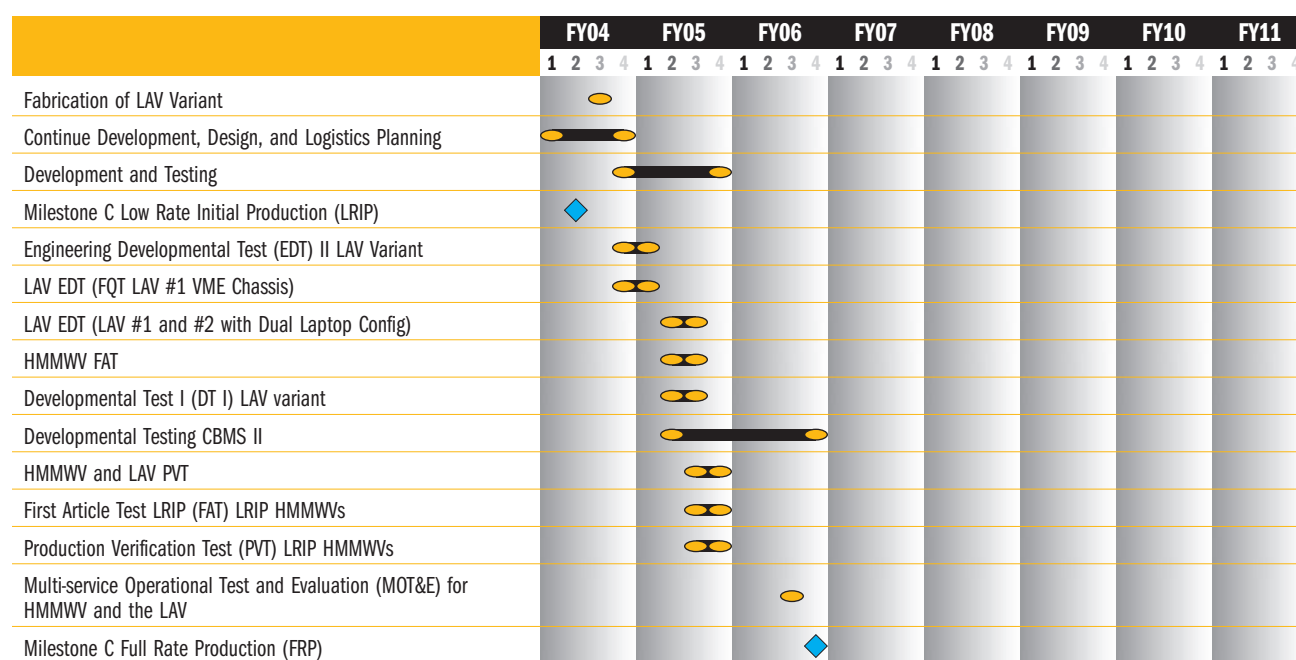 FY04 FY05 FY06 FY07 FY08 FY09 FY10 FY11
1 2 3 4 1 2 3 4 1 2 3 4 1 2 3 4 1 2 3 4 1 2 3 4 1 2 3 4 1 2 3 4
Fabrication of LAV Variant
Continue Development, Design, and Logistics Planning
Development and Testing
Milestone C Low Rate Initial Production (LRIP)
Engineering Developmental Test (EDT) II LAV Variant
LAV EDT (FQT LAV #1 VME Chassis)
LAV EDT (LAV #1 and #2 with Dual Laptop Config)
HMMWV FAT
Developmental Test I (DT I) LAV variant
Developmental Testing CBMS II
HMMWV and LAV PVT
First Article Test LRIP (FAT) LRIP HMMWVs
Production Verification Test (PVT) LRIP HMMWVs
Multi-service Operational Test and Evaluation (MOT&E) for
HMMWV and the LAV
Milestone C Full Rate Production (FRP)